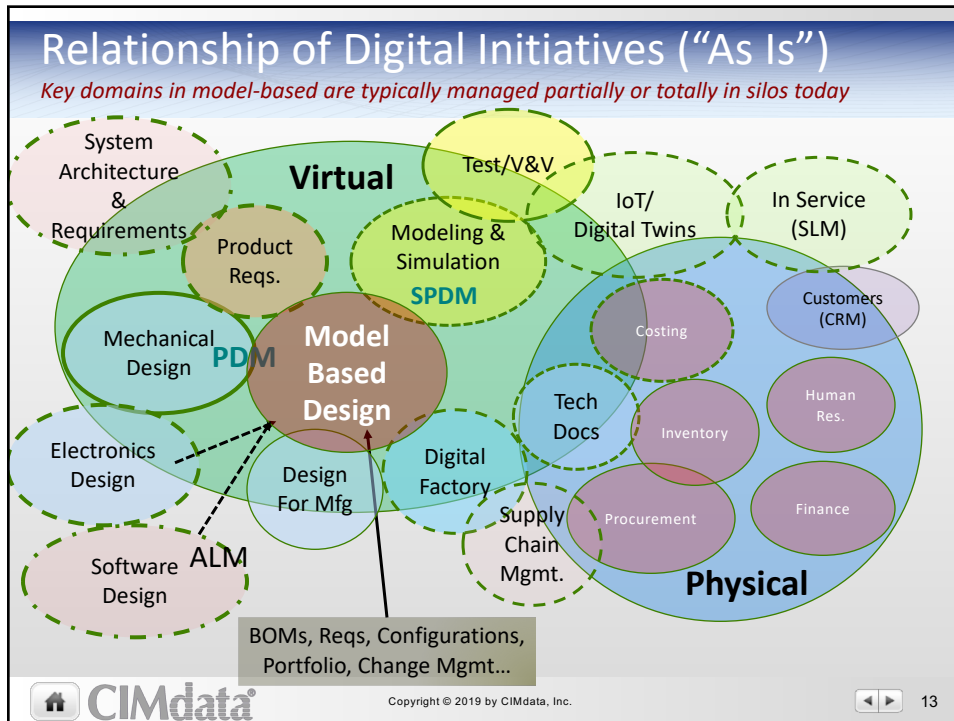 Relationship of Digital Initiatives (“As Is”)
Key domains in model-based are typically managed partially or totally in silos today
System
Architecture
&
Requirements
Virtual
Test/V&V
IoT/
Digital Twins
In Service
(SLM)
Product
Reqs.
Modeling &
Simulation
SPDM
Customers
(CRM)
Mechanical
Design
PDM
Model
Based
Design
Costing
Tech
Docs
Human
Res.
Inventory
Electronics
Design
Design
For Mfg
Digital
Factory
Supply
Chain
Mgmt.
Procurement
Finance
Software
Design
ALM
Physical
BOMs, Reqs, Configurations,
Portfolio, Change Mgmt…
CIMdata®
Copyright © 2019 by CIMdata, Inc.
13